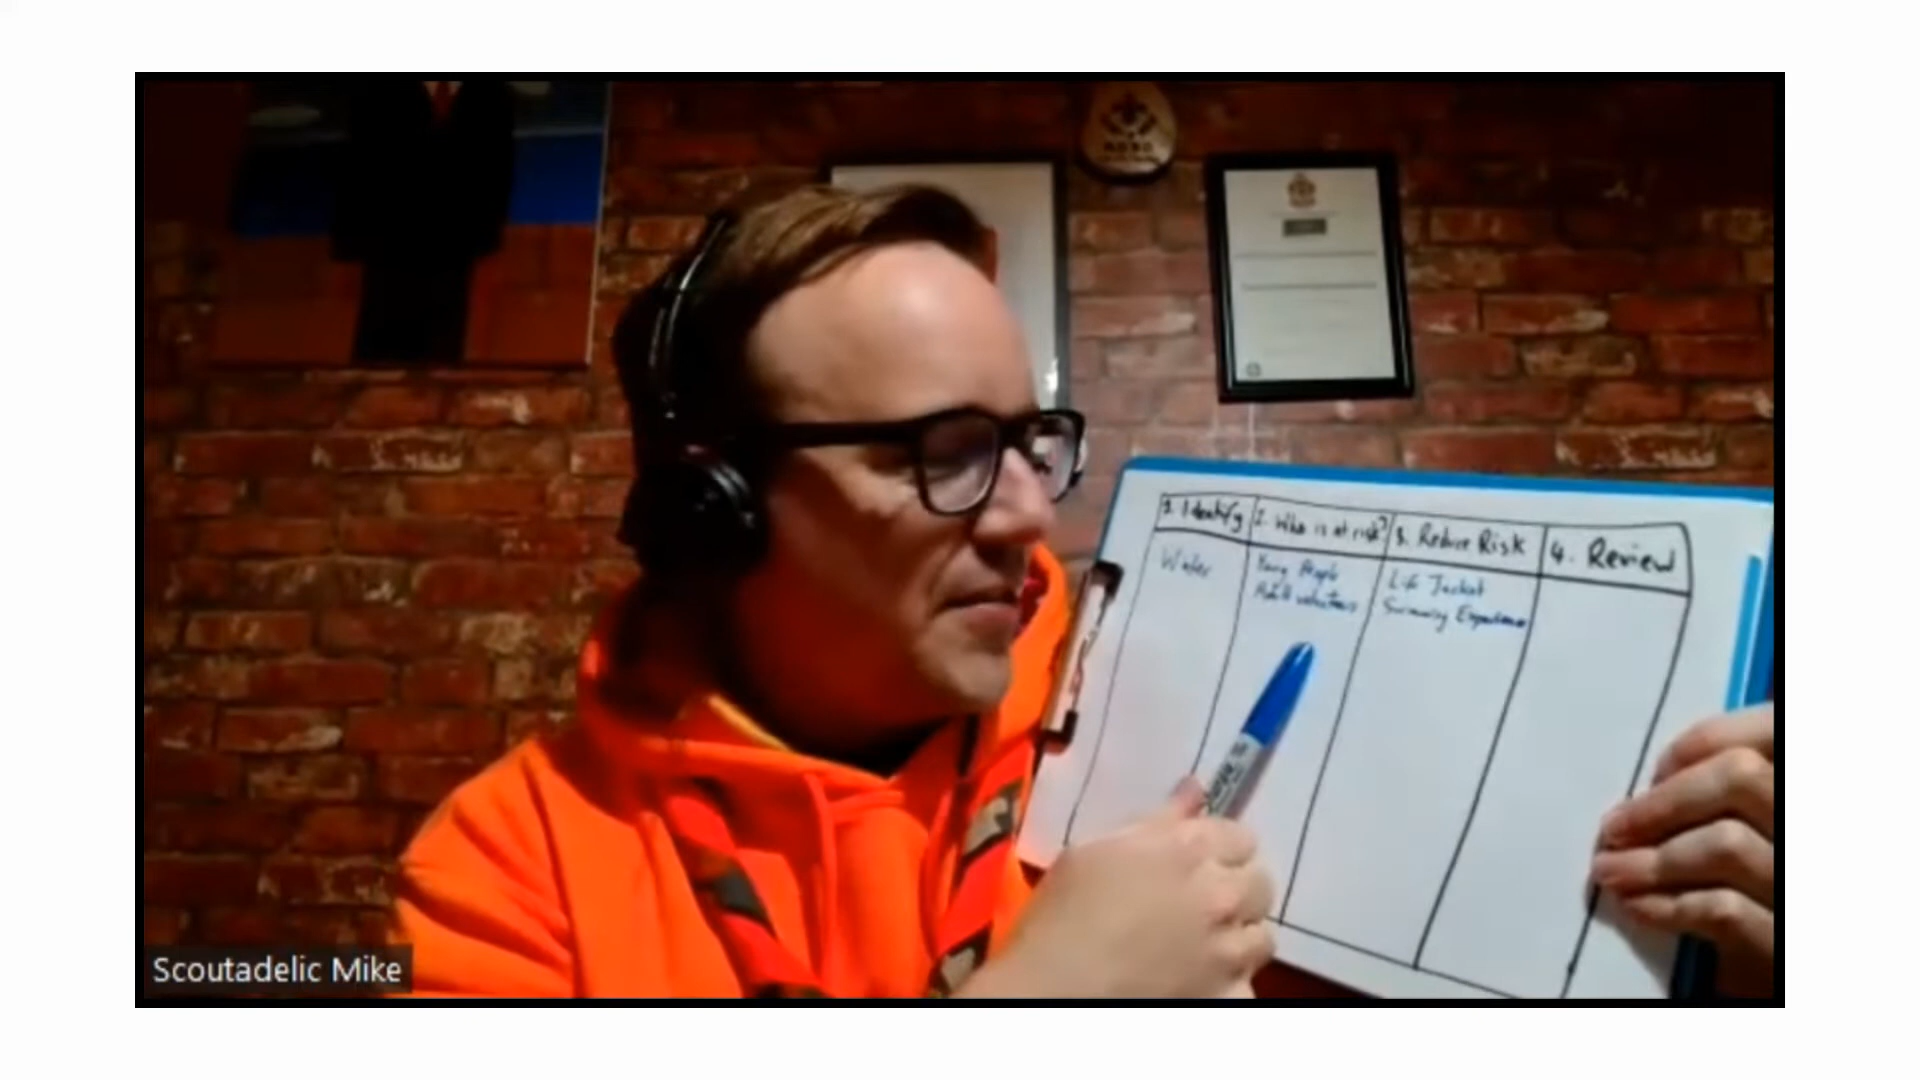 1. Identify
2. Who is at risk?
3. Reduce Risk
4. Review
Water
Young People
Adult volunteers
Life Jacket
Swimming Experience
Scoutadelic Mike